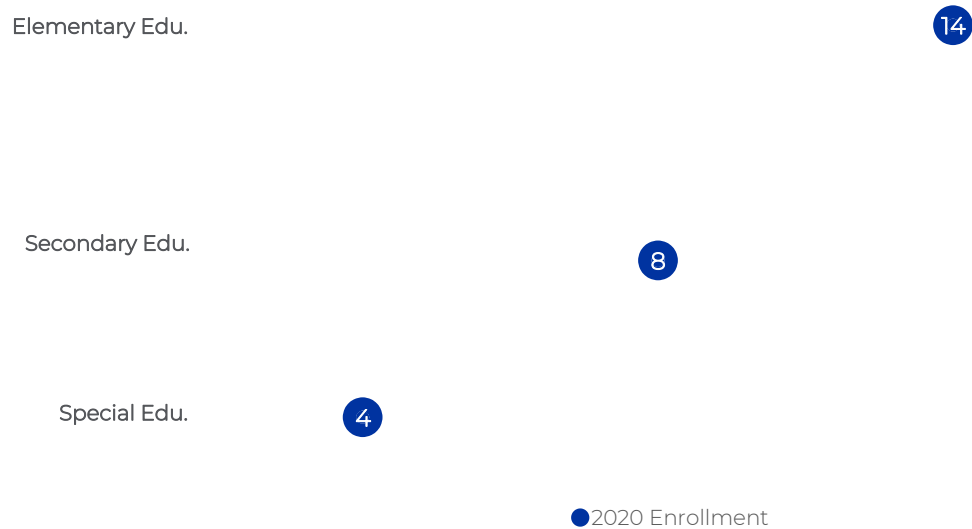 Elementary Edu.
14
Secondary Edu.
8
Special Edu.
4
2020 Enrollment